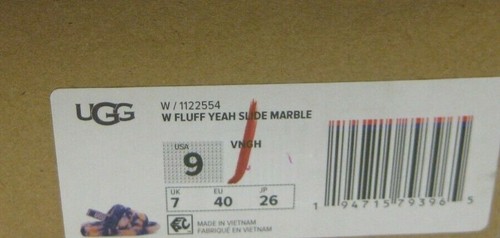 UGG
W / 1122554
W FLUFF YEAH SLIDE MARBLE
VNGH
USA
9
UK EU JP
7 40 26
MADE IN VIETNAM
FABRIQUÉ EN VIETNAM
1 94715 79396 5